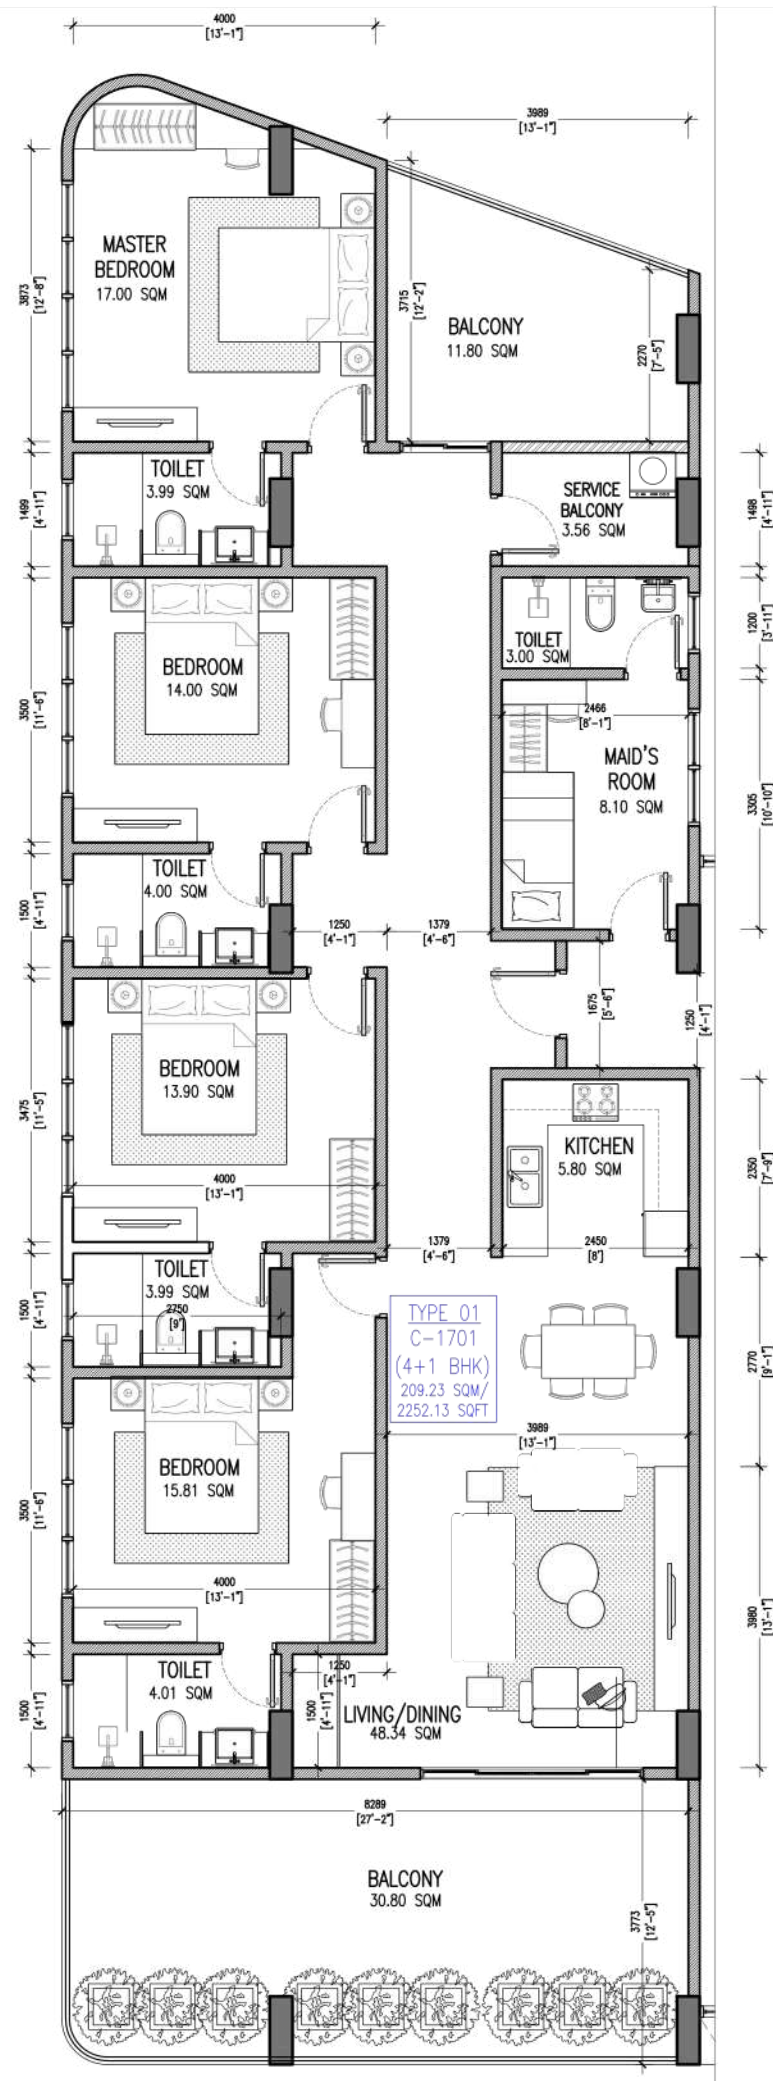 4000
[13'-1"]
3989
[13'-1"]
MASTER
BEDROOM
17.00 SQM
3873
[12'-8"]
3715
[12'-2"]
BALCONY
11.80 SQM
2270
[7'-5"]
TOILET
3.99 SQM
1499
[4'-11"]
SERVICE
BALCONY
3.56 SQM
1498
[4'-11"]
BEDROOM
14.00 SQM
3500
[11'-6"]
TOILET
3.00 SQM
1200
[3'-11"]
2466
[8'-1"]
MAID'S
ROOM
8.10 SQM
3305
[10'-10"]
TOILET
4.00 SQM
1500
[4'-11"]
1250
[4'-1"]
1379
[4'-6"]
1675
[5'-6"]
1250
[4'-1"]
BEDROOM
13.90 SQM
3475
[11'-5"]
4000
[13'-1"]
KITCHEN
5.80 SQM
2350
[7'-9"]
1379
[4'-6"]
2450
[8']
TOILET
3.99 SQM
2750
[9']
1500
[4'-11"]
TYPE 01
C-1701
(4+1 BHK)
209.23 SQM/
2252.13 SQFT
2770
[9'-1"]
3989
[13'-1"]
BEDROOM
15.81 SQM
3500
[11'-6"]
4000
[13'-1"]
3980
[13'-1"]
TOILET
4.01 SQM
1500
[4'-11"]
1250
[4'-1"]
1500
[4'-11"]
LIVING/DINING
48.34 SQM
8289
[27'-2"]
BALCONY
30.80 SQM
3773
[12'-5"]